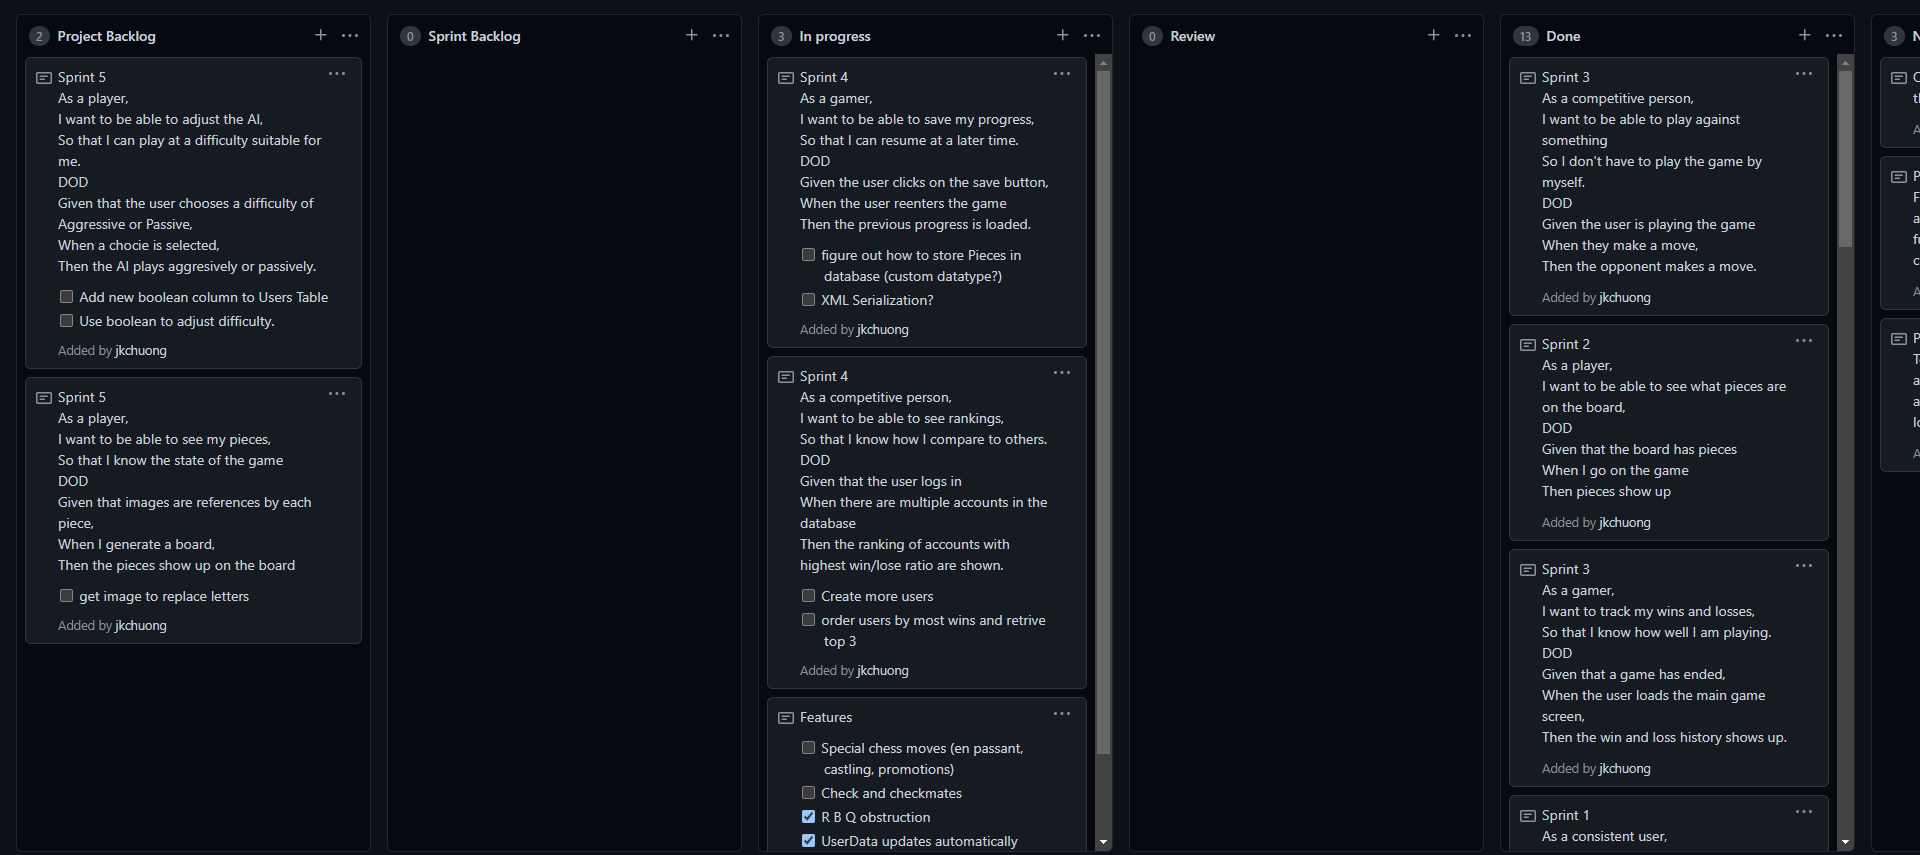 2 Project Backlog
Sprint 5
As a player,
I want to be able to adjust the AI,
So that I can play at a difficulty suitable for
me.
DOD
Given that the user chooses a difficulty of
Aggressive or Passive,
When a chocie is selected,
Then the AI plays aggresively or passively.
Add new boolean column to Users Table
Use boolean to adjust difficulty.
Added by jkchuong
Sprint 5
As a player,
I want to be able to see my pieces,
So that I know the state of the game
DOD
Given that images are references by each
piece,
When I generate a board,
Then the pieces show up on the board
get image to replace letters
Added by jkchuong
0 Sprint Backlog
3 In progress
Sprint 4
As a gamer,
I want to be able to save my progress,
So that I can resume at a later time.
DOD
Given the user clicks on the save button,
When the user reenters the game
Then the previous progress is loaded.
figure out how to store Pieces in
database (custom datatype?)
XML Serialization?
Added by jkchuong
Sprint 4
As a competitive person,
I want to be able to see rankings,
So that I know how I compare to others.
DOD
Given that the user logs in
When there are multiple accounts in the
database
Then the ranking of accounts with
highest win/lose ratio are shown.
Create more users
order users by most wins and retrive
top 3
Added by jkchuong
Features
Special chess moves (en passant,
castling, promotions)
Check and checkmates
R B Q obstruction
UserData updates automatically
0 Review
13 Done
Sprint 3
As a competitive person,
I want to be able to play against
something
So I don't have to play the game by
myself.
DOD
Given the user is playing the game
When they make a move,
Then the opponent makes a move.
Added by jkchuong
Sprint 2
As a player,
I want to be able to see what pieces are
on the board,
DOD
Given that the board has pieces
When I go on the game
Then pieces show up
Added by jkchuong
Sprint 3
As a gamer,
I want to track my wins and losses,
So that I know how well I am playing.
DOD
Given that a game has ended,
When the user loads the main game
screen,
Then the win and loss history shows up.
Added by jkchuong
Sprint 1
As a consistent user,
3